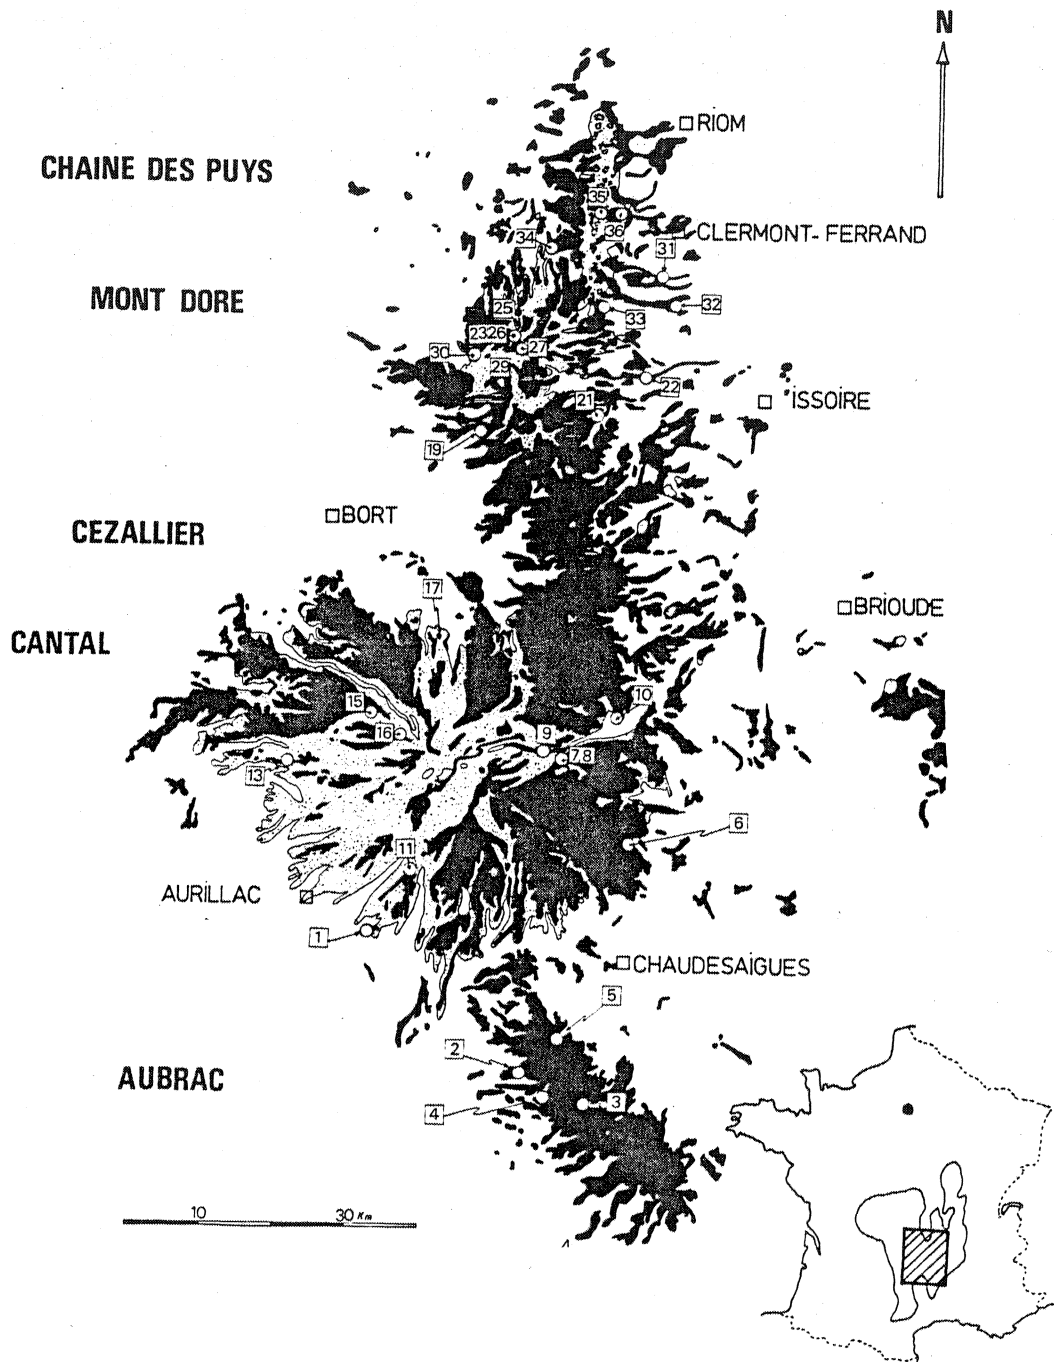 N
RIOM
CHAINE DES PUYS
35
36
CLERMONT-FERRAND
34
31
MONT DORE
25
32
33
2326
27
30
29
22
21
ISSOIRE
19
BORT
CEZALLIER
17
BRIOUDE
CANTAL
10
15
16
9
7,8
13
6
11
AURILLAC
1
CHAUDESAIGUES
5
2
AUBRAC
4
3
10
30 Km